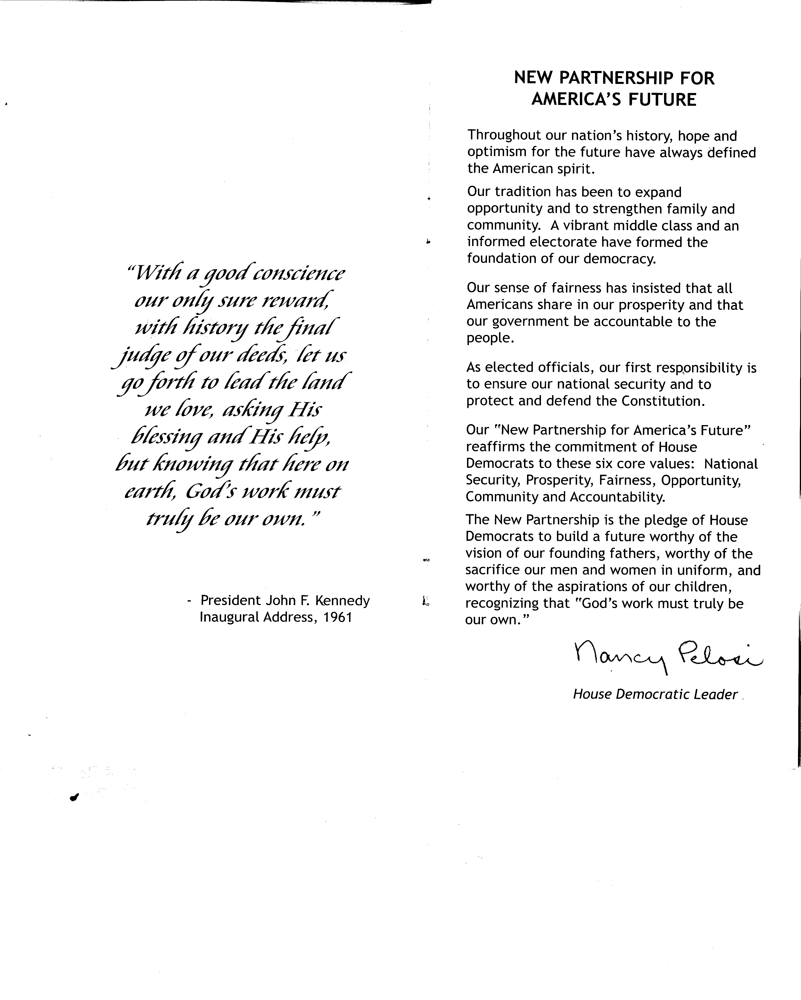 “With a good conscience
our only sure reward,
with history the final
judge of our deeds, let us
go forth to lead the land
we love, asking His
blessing and His help,
but knowing that here on
earth, God’s work must
truly be our own.”
- President John F. Kennedy
Inaugural Address, 1961
NEW PARTNERSHIP FOR
AMERICA’S FUTURE
Throughout our nation’s history, hope and
optimism for the future have always defined
the American spirit.
Our tradition has been to expand
opportunity and to strengthen family and
community.  A vibrant middle class and an
informed electorate have formed the
foundation of our democracy.
Our sense of fairness has insisted that all
Americans share in our prosperity and that
our government be accountable to the
people.
As elected officials, our first responsibility is
to ensure our national security and to
protect and defend the Constitution.
Our “New Partnership for America’s Future”
reaffirms the commitment of House
Democrats to these six core values:  National
Security, Prosperity, Fairness, Opportunity,
Community and Accountability.
The New Partnership is the pledge of House
Democrats to build a future worthy of the
vision of our founding fathers, worthy of the
sacrifice our men and women in uniform, and
worthy of the aspirations of our children,
recognizing that “God’s work must truly be
our own.”
Nancy Pelosi
House Democratic Leader